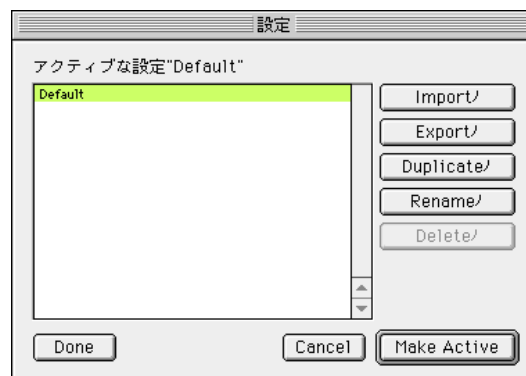 設定
アクティブな設定"Default"
Default
Importﾉ
Exportﾉ
Duplicateﾉ
Renameﾉ
Deleteﾉ
Done
Cancel
Make Active